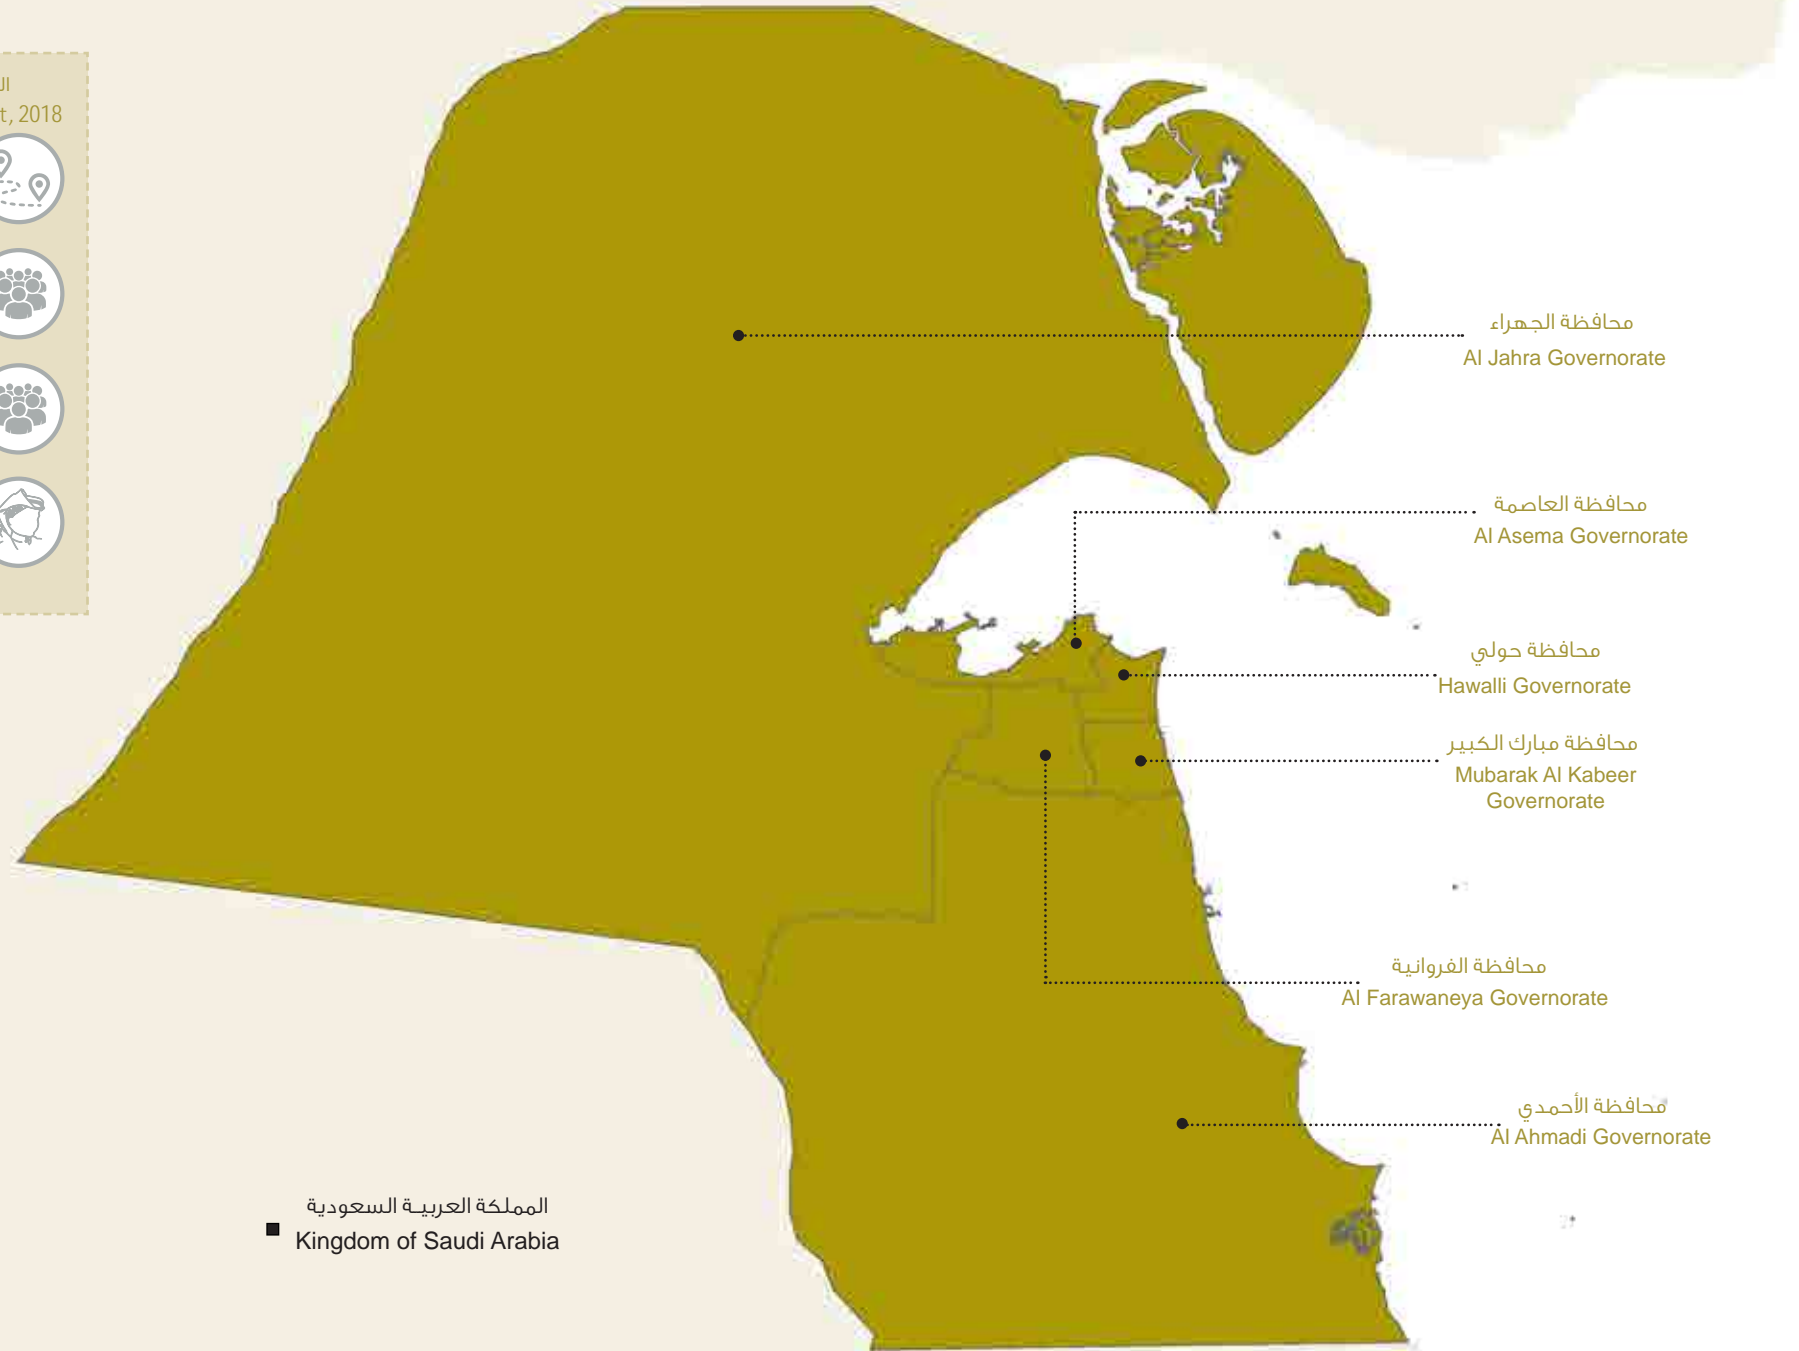 2018
محافظة الجهراء
Al Jahra Governorate
محافظة العاصمة
Al Asema Governorate
محافظة حولي
Hawalli Governorate
محافظة مبارك الكبير
Mubarak Al Kabeer
Governorate
محافظة الفروانية
Al Farawaneya Governorate
محافظة الأحمدي
Al Ahmadi Governorate
المملكة العربية السعودية
Kingdom of Saudi Arabia